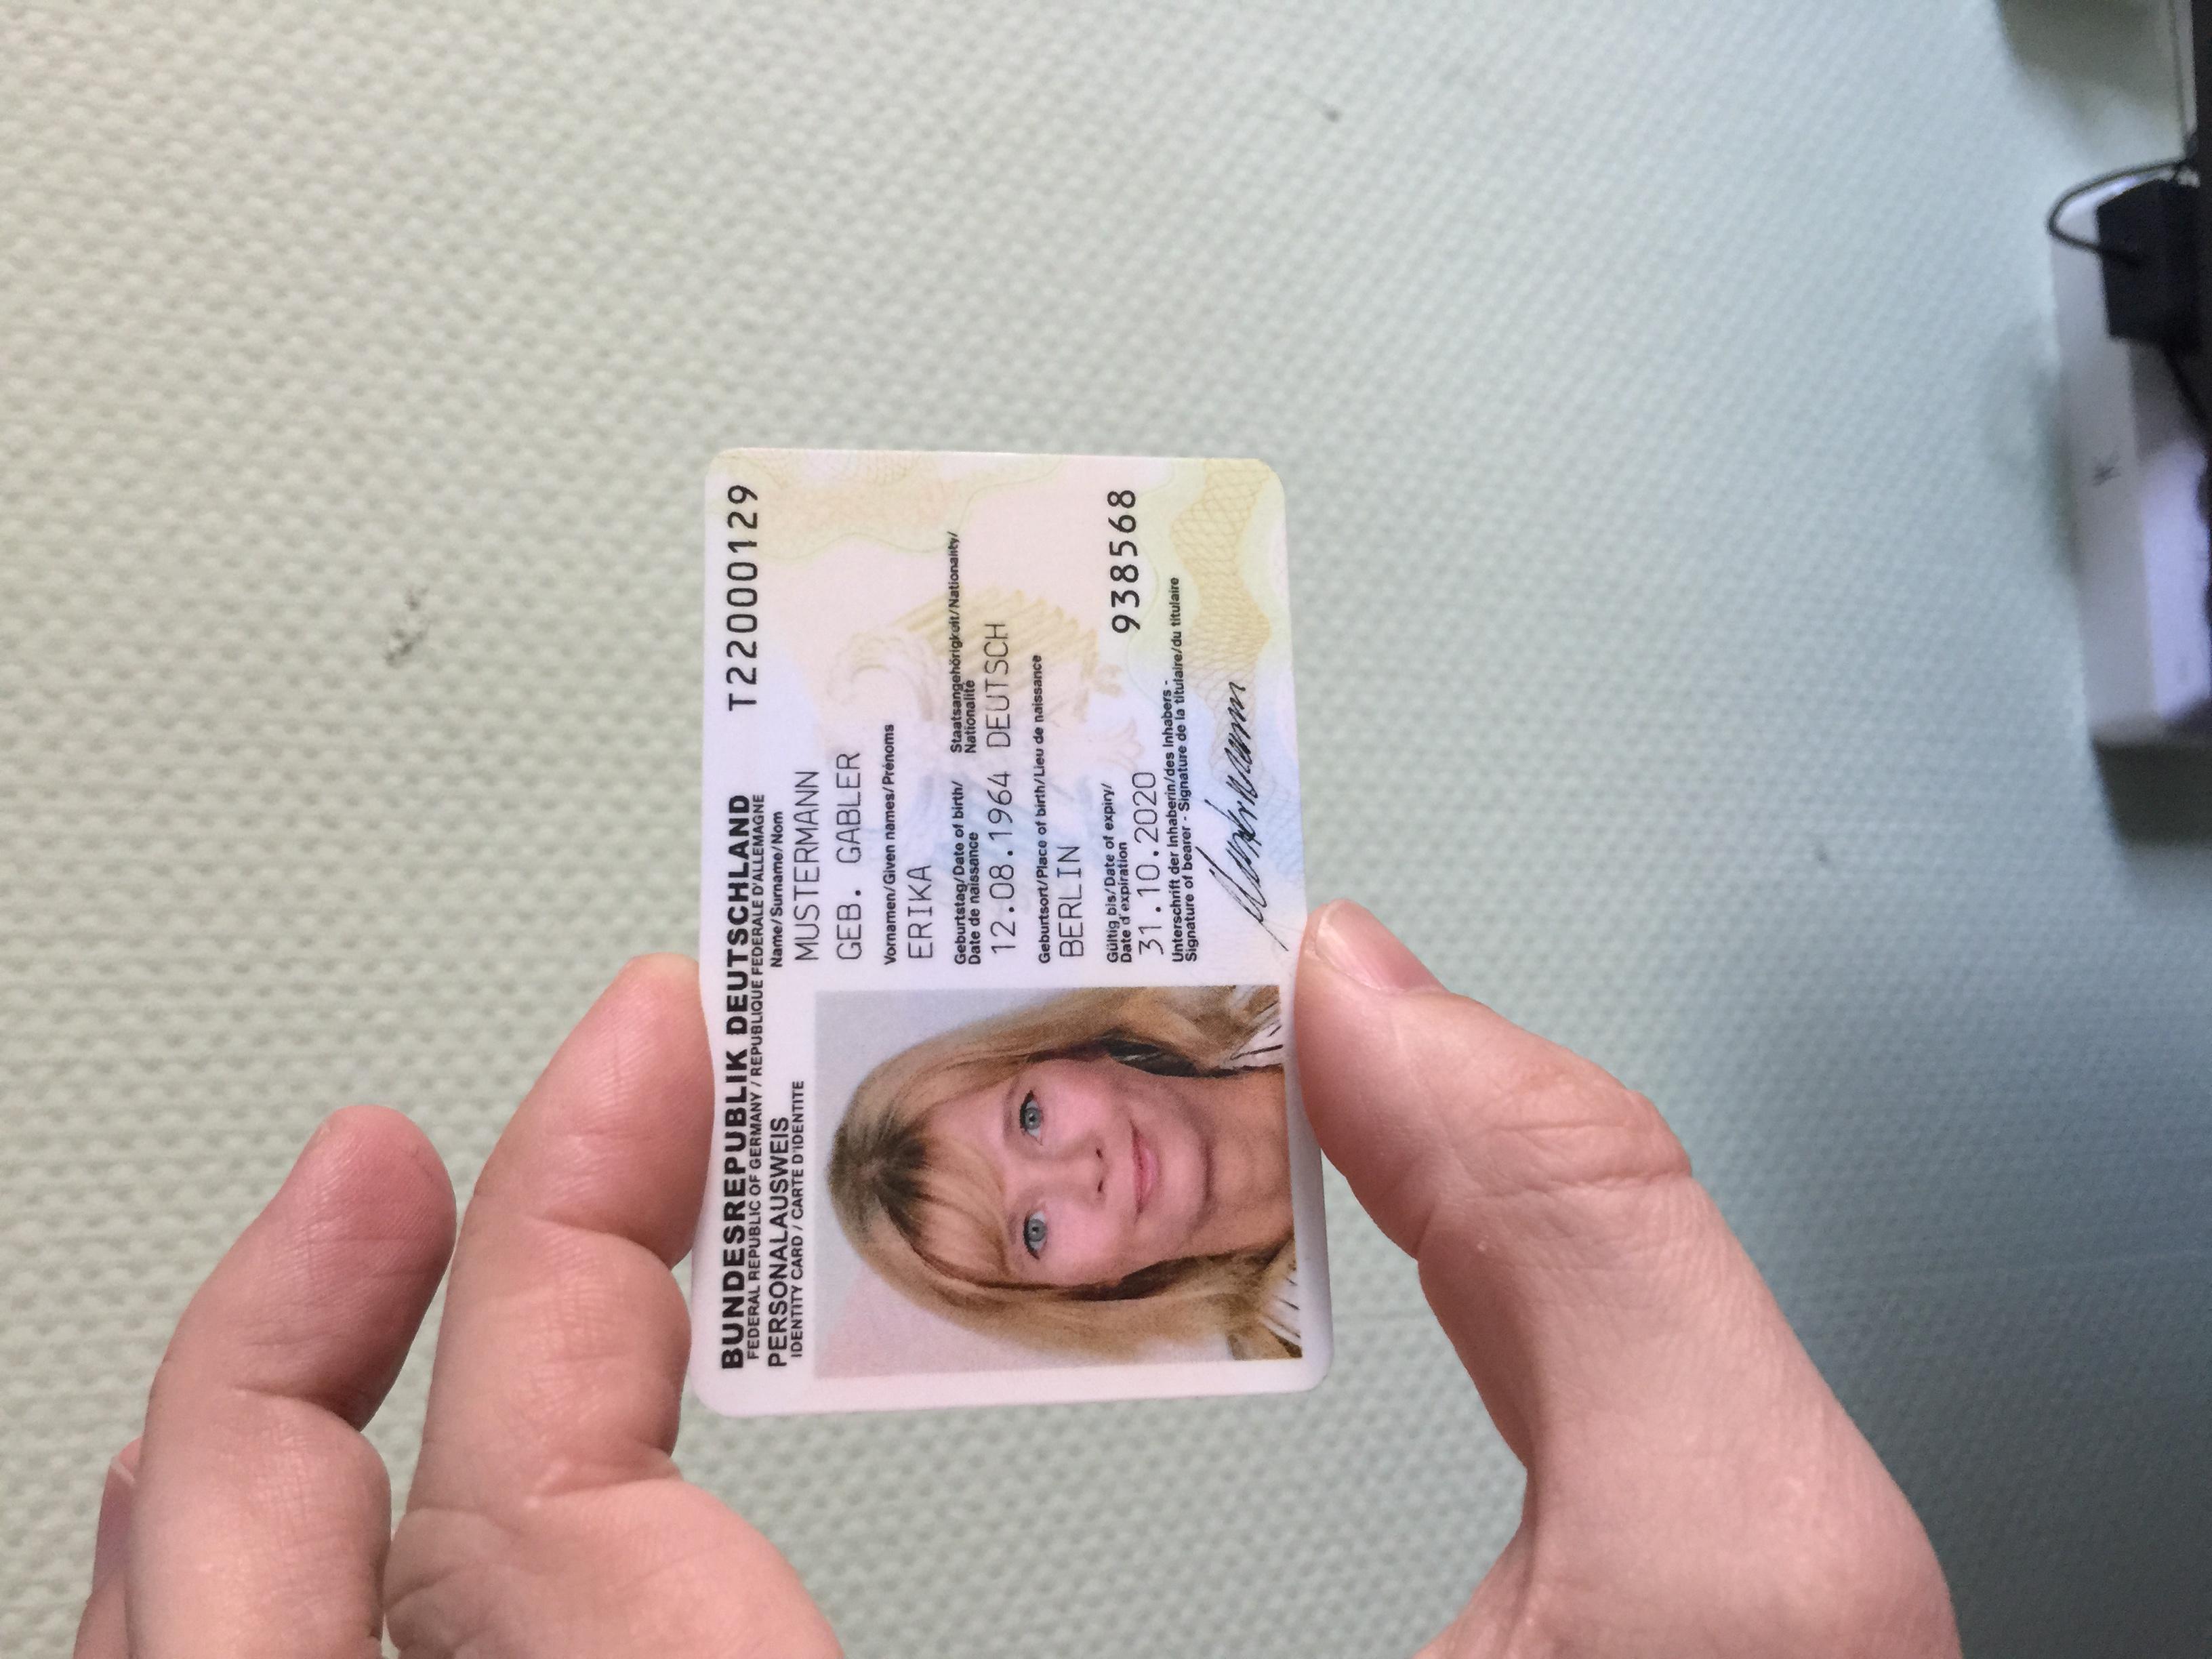 BUNDESREPUBLIK DEUTSCHLAND
FEDERAL REPUBLIC OF GERMANY / REPUBLIQUE FEDERALE D'ALLEMAGNE
T22000129
PERSONALAUSWEIS
IDENTITY CARD / CARTE D'IDENTITE
Name/Surname/Nom
MUSTERMANN
GEB. GABLER
Vornamen/Given names/Prénoms
ERIKA
Geburtstag/Date of birth/
Date de naissance
Staatsangehörigkeit/Nationality/
Nationalité
12.08.1964 DEUTSCH
Geburtsort/Place of birth/Lieu de naissance
BERLIN
Gültig bis/Date of expiry/
Date d'expiration
938568
31.10.2020
Unterschrift der Inhaberin/des Inhabers -
Signature of bearer - Signature de la titulaire/du titulaire
Mustermann